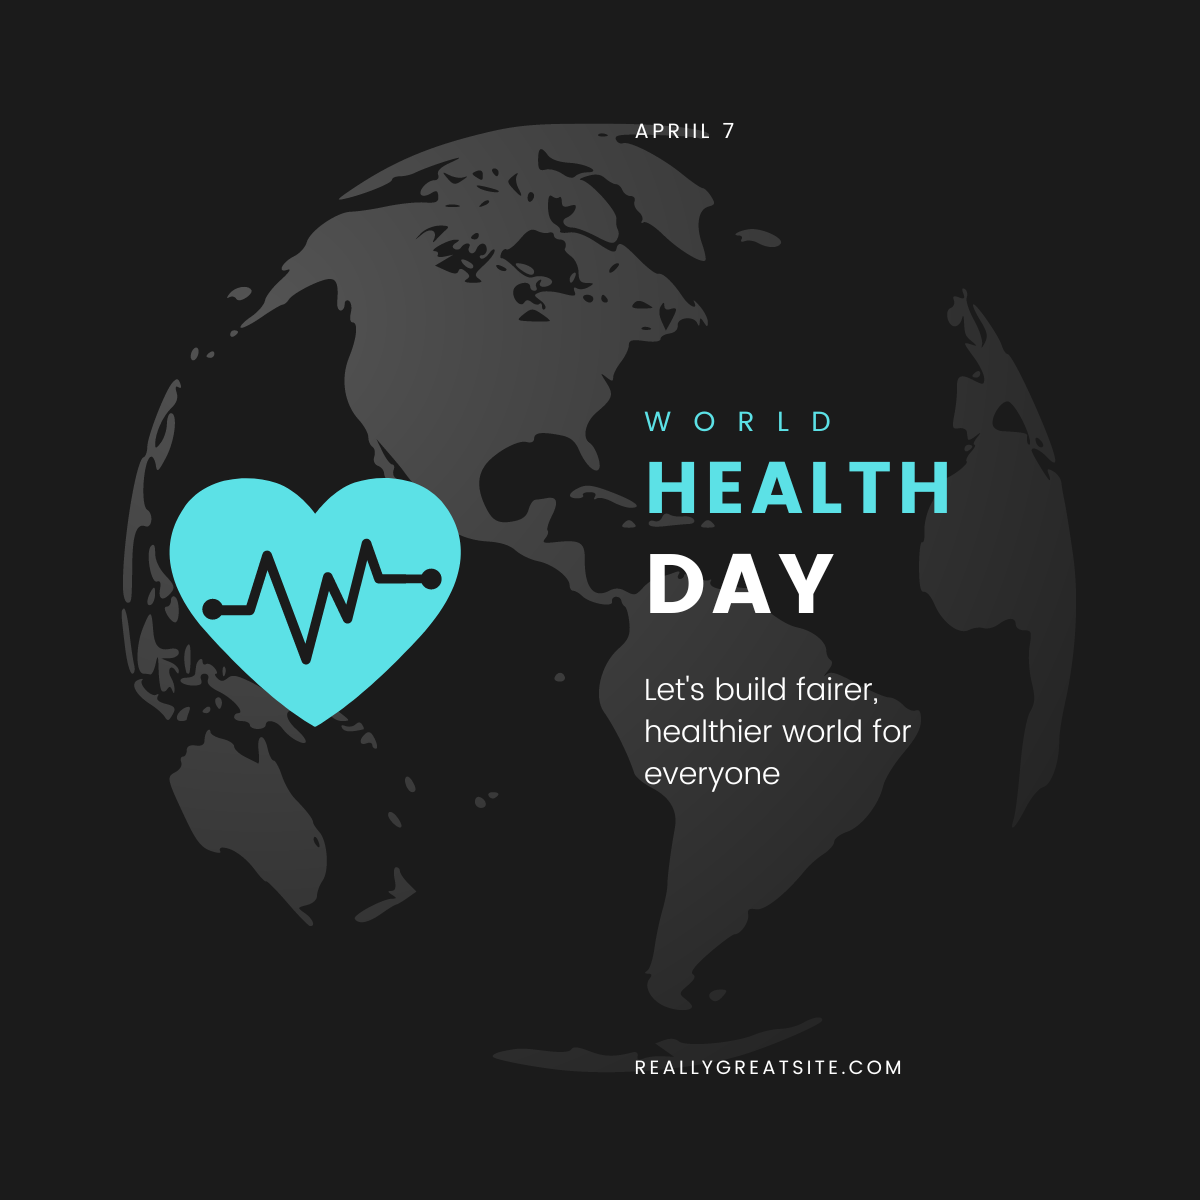 APRIIL 7
WORLD
HEALTH
DAY
Let's build fairer,
healthier world for
everyone
REALLYGREATSITE.COM